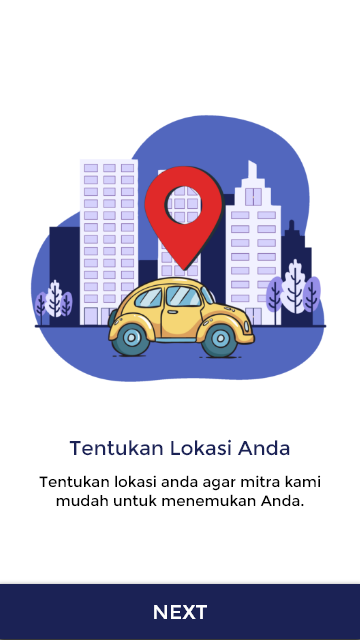 Tentukan Lokasi Anda
Tentukan lokasi anda agar mitra kami
mudah untuk menemukan Anda.
NEXT